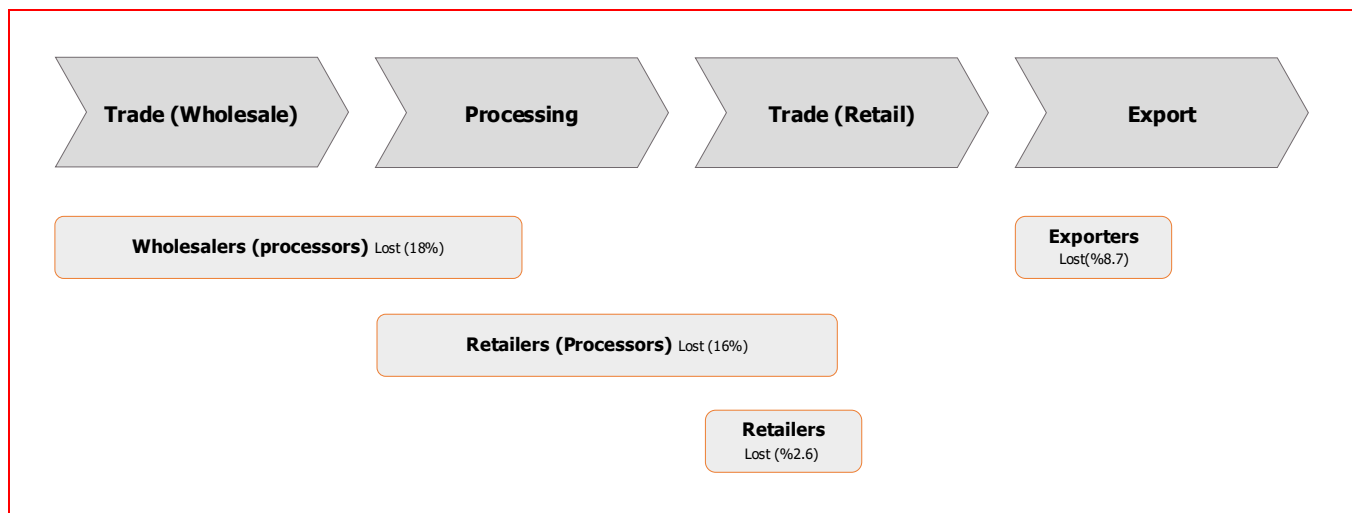 Trade (Wholesale)
Processing
Trade (Retail)
Export
Wholesalers (processors) Lost (18%)
Exporters
Lost(%8.7)
Retailers (Processors) Lost (16%)
Retailers
Lost (%2.6)